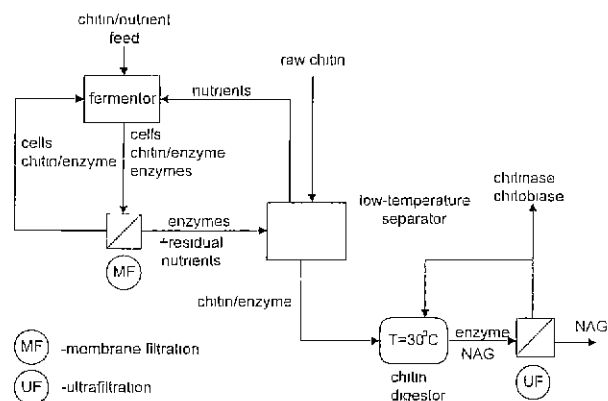 chitin/nutrient
feed
raw chitin
fermentor
nutrients
cells
chitin/enzyme
cells
chitin/enzyme
enzymes
chitinase
chitobiase
low-temperature
separator
enzymes
+residual
nutrients
MF
chitin/enzyme
T=30°C
enzyme
NAG
NAG
chitin
digestor
UF
MF -membrane filtration
UF -ultrafiltration